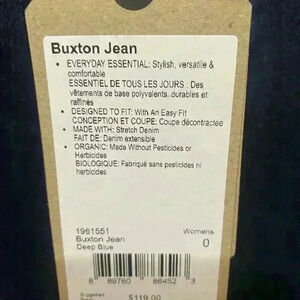 Buxton Jean
• EVERYDAY ESSENTIAL: Stylish, versatile &
comfortable
ESSENTIEL DE TOUS LES JOURS : Des
vêtements de base polyvalents, durables et
raffinés
• DESIGNED TO FIT: With An Easy Fit
CONCEPTION ET COUPE: Coupe décontractée
• MADE WITH: Stretch Denim
FAIT DE: Denim extensible
• ORGANIC: Made Without Pesticides or
Herbicides
BIOLOGIQUE: Fabriqué sans pesticides ni
herbicides
1961551
Womens
Buxton Jean
0
Deep Blue
8 89760 86452 3
Suggested
$119.00